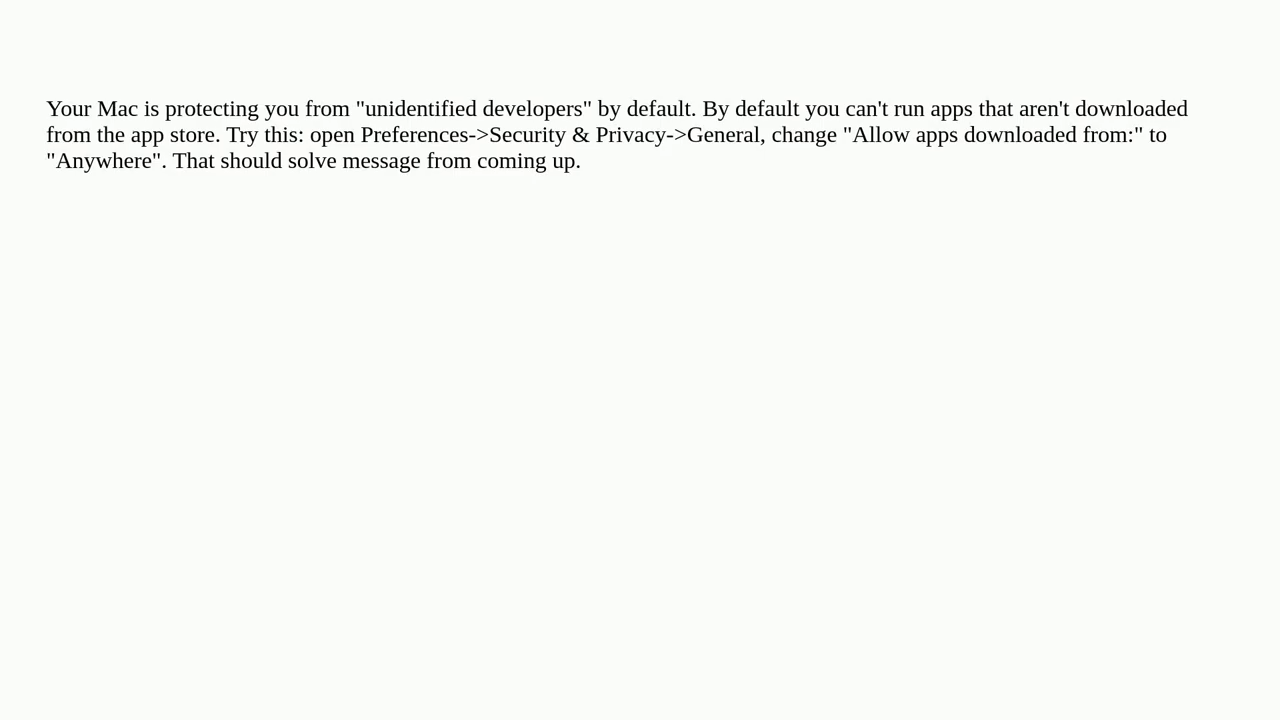 Your Mac is protecting you from "unidentified developers" by default. By default you can't run apps that aren't downloaded
from the app store. Try this: open Preferences->Security & Privacy->General, change "Allow apps downloaded from:" to
"Anywhere". That should solve message from coming up.